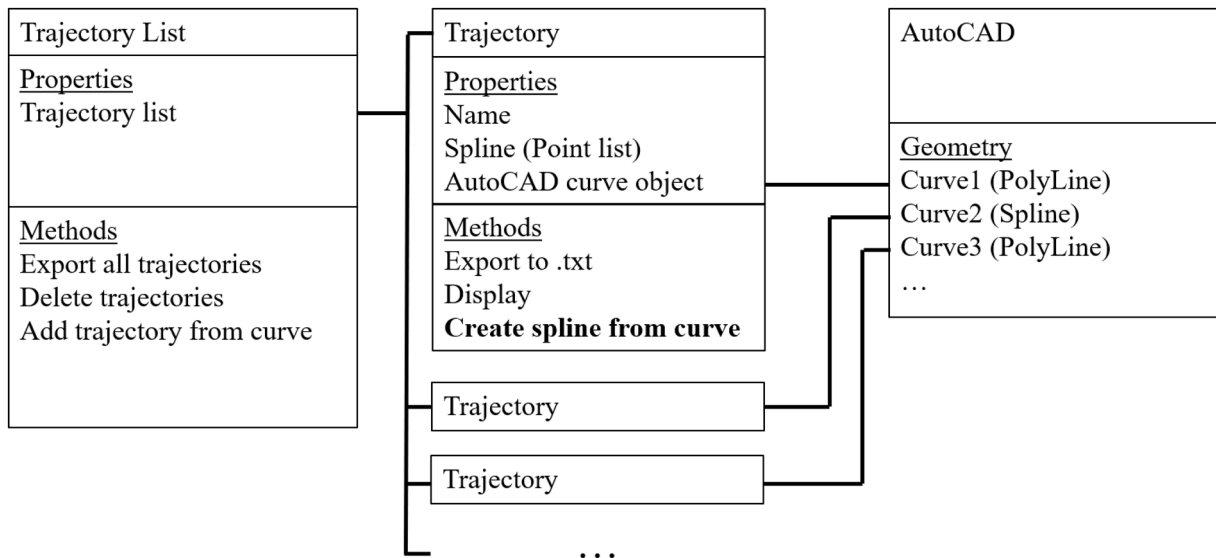 Trajectory List
Properties
Trajectory list
Methods
Export all trajectories
Delete trajectories
Add trajectory from curve
Trajectory
Properties
Name
Spline (Point list)
AutoCAD curve object
Methods
Export to .txt
Display
Create spline from curve
Trajectory
Trajectory
…
AutoCAD
Geometry
Curve1 (PolyLine)
Curve2 (Spline)
Curve3 (PolyLine)
…